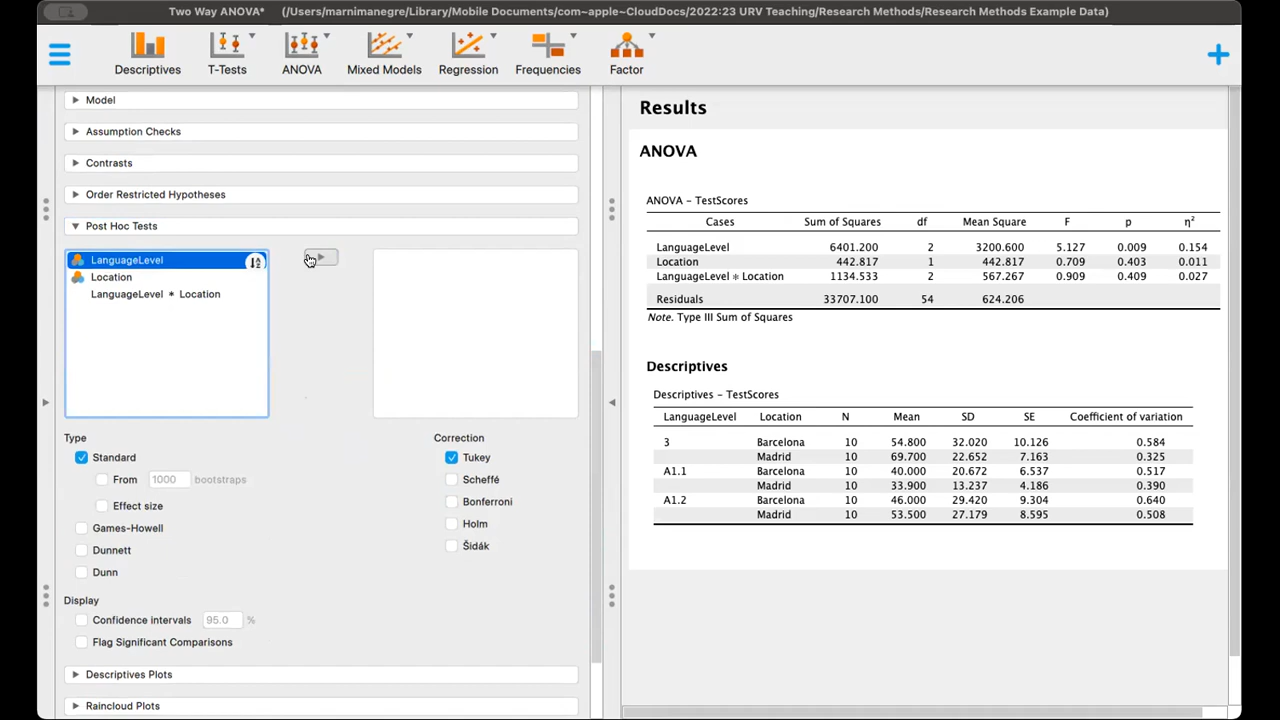 Two Way ANOVA* (/Users/marnimanegre/Library/Mobile Documents/com~apple~CloudDocs/2022:23 URV Teaching/Research Methods/Research Methods Example Data)
Descriptives T-Tests ANOVA Mixed Models Regression Frequencies Factor
Model
Assumption Checks
Contrasts
Order Restricted Hypotheses
Post Hoc Tests
LanguageLevel
Location
LanguageLevel * Location
Type
Standard
From 1000 bootstraps
Effect size
Games-Howell
Dunnett
Dunn
Correction
Tukey
Scheffé
Bonferroni
Holm
Šidák
Display
Confidence intervals 95.0 %
Flag Significant Comparisons
Descriptives Plots
Raincloud Plots
Results
ANOVA
ANOVA - TestScores
Cases Sum of Squares df Mean Square F p η²
LanguageLevel 6401.200 2 3200.600 5.127 0.009 0.154
Location 442.817 1 442.817 0.709 0.403 0.011
LanguageLevel * Location 1134.533 2 567.267 0.909 0.409 0.027
Residuals 33707.100 54 624.206
Note. Type III Sum of Squares
Descriptives
Descriptives - TestScores
LanguageLevel Location N Mean SD SE Coefficient of variation
3 Barcelona 10 54.800 32.020 10.126 0.584
Madrid 10 69.700 22.652 7.163 0.325
A1.1 Barcelona 10 40.000 20.672 6.537 0.517
Madrid 10 33.900 13.237 4.186 0.390
A1.2 Barcelona 10 46.000 29.420 9.304 0.640
Madrid 10 53.500 27.179 8.595 0.508